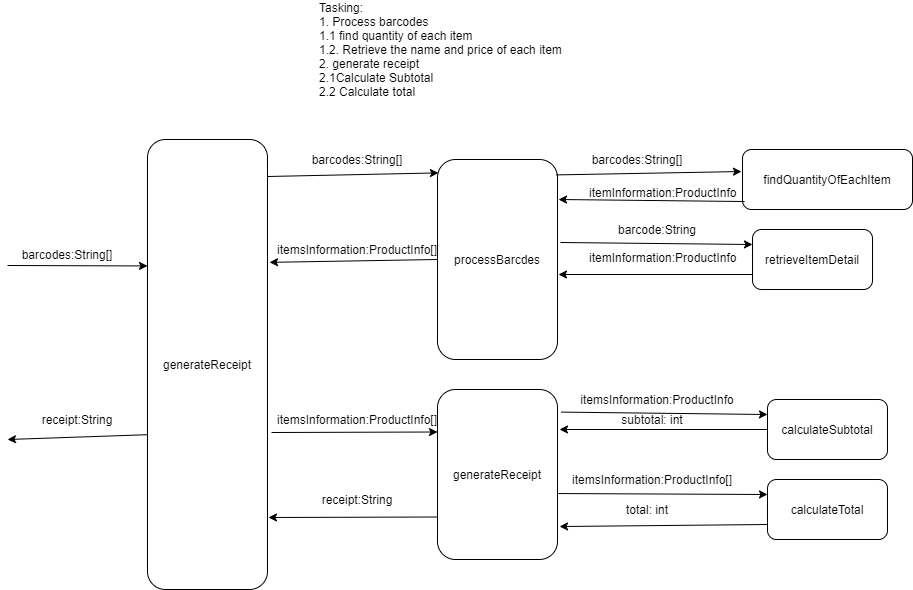 Tasking:
1. Process barcodes
1.1 find quantity of each item
1.2. Retrieve the name and price of each item
2. generate receipt
2.1Calculate Subtotal
2.2 Calculate total
barcodes:String[]
barcodes:String[]
findQuantityOfEachItem
itemInformation:ProductInfo
barcode:String
itemsInformation:ProductInfo[]
barcodes:String[]
processBarcdes
itemInformation:ProductInfo
retrieveItemDetail
generateReceipt
itemsInformation:ProductInfo
receipt:String
itemsInformation:ProductInfo[]
subtotal: int
calculateSubtotal
generateReceipt
itemsInformation:ProductInfo[]
receipt:String
total: int
calculateTotal